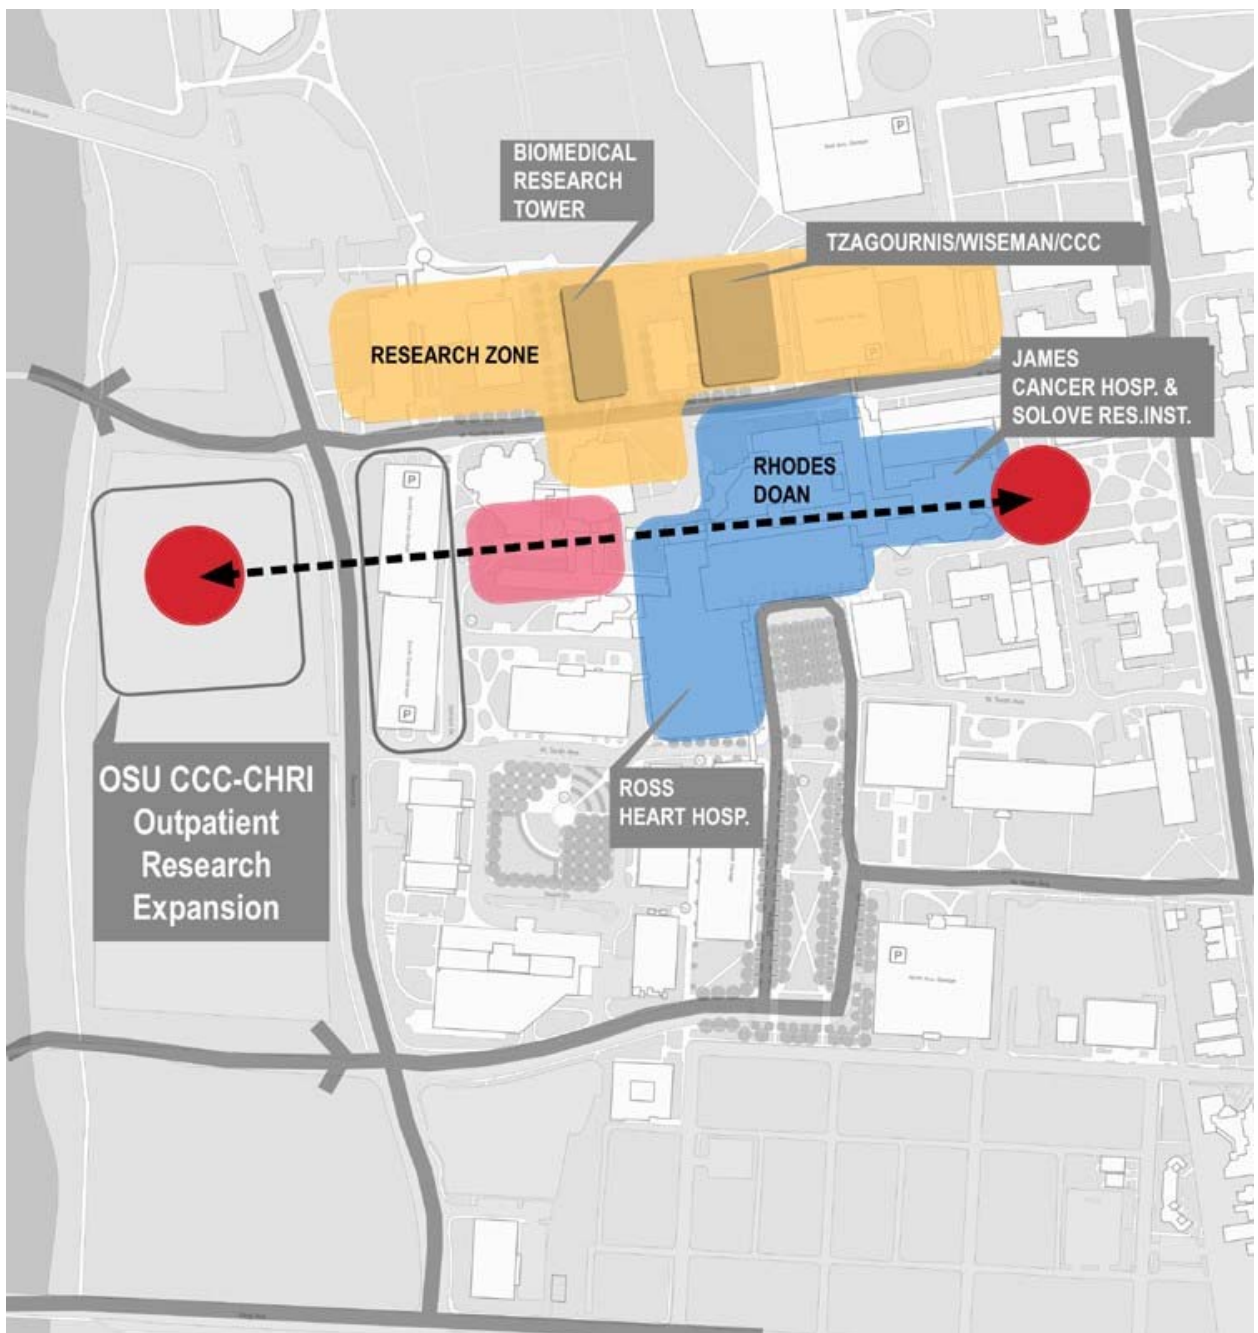 BIOMEDICAL
RESEARCH
TOWER
P
TZAGOURNIS/WISEMAN/CCC
RESEARCH ZONE
P
JAMES
CANCER HOSP. &
SOLOVE RES.INST.
RHODES
DOAN
P
P
OSU CCC-CHRI
Outpatient
Research
Expansion
ROSS
HEART HOSP.
P